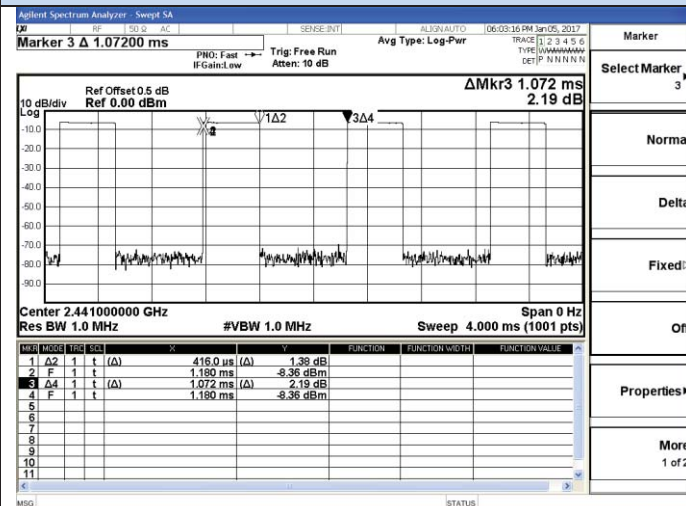 Agilent Spectrum Analyzer - Swept SA
LXI RF 50 Ω AC SENSE:INT ALIGN AUTO 06:03:16 PM Jan 05, 2017
Marker 3 Δ 1.07200 ms
PNO: Fast
IFGain:Low
Trig: Free Run
Atten: 10 dB
Avg Type: Log-Pwr
TRACE 1 2 3 4 5 6
TYPE WWWWWW
DET P N N N N N
Ref Offset 0.5 dB
Ref 0.00 dBm
10 dB/div
Log
ΔMkr3 1.072 ms
2.19 dB
1Δ2
3Δ4
-10.0
-20.0
-30.0
-40.0
-50.0
-60.0
-70.0
-80.0
-90.0
Center 2.441000000 GHz
Span 0 Hz
Res BW 1.0 MHz
#VBW 1.0 MHz
Sweep 4.000 ms (1001 pts)
MKR MODE TRC SCL X Y FUNCTION FUNCTION WIDTH FUNCTION VALUE
1 Δ2 1 t (Δ) 416.0 µs (Δ) 1.38 dB
2 F 1 t 1.180 ms -8.36 dBm
3 Δ4 1 t (Δ) 1.072 ms (Δ) 2.19 dB
4 F 1 t 1.180 ms -8.36 dBm
5
6
7
8
9
10
11
MSG
STATUS
Marker
Select Marker
3
Norma
Delta
Fixed
Off
Properties
More
1 of 2